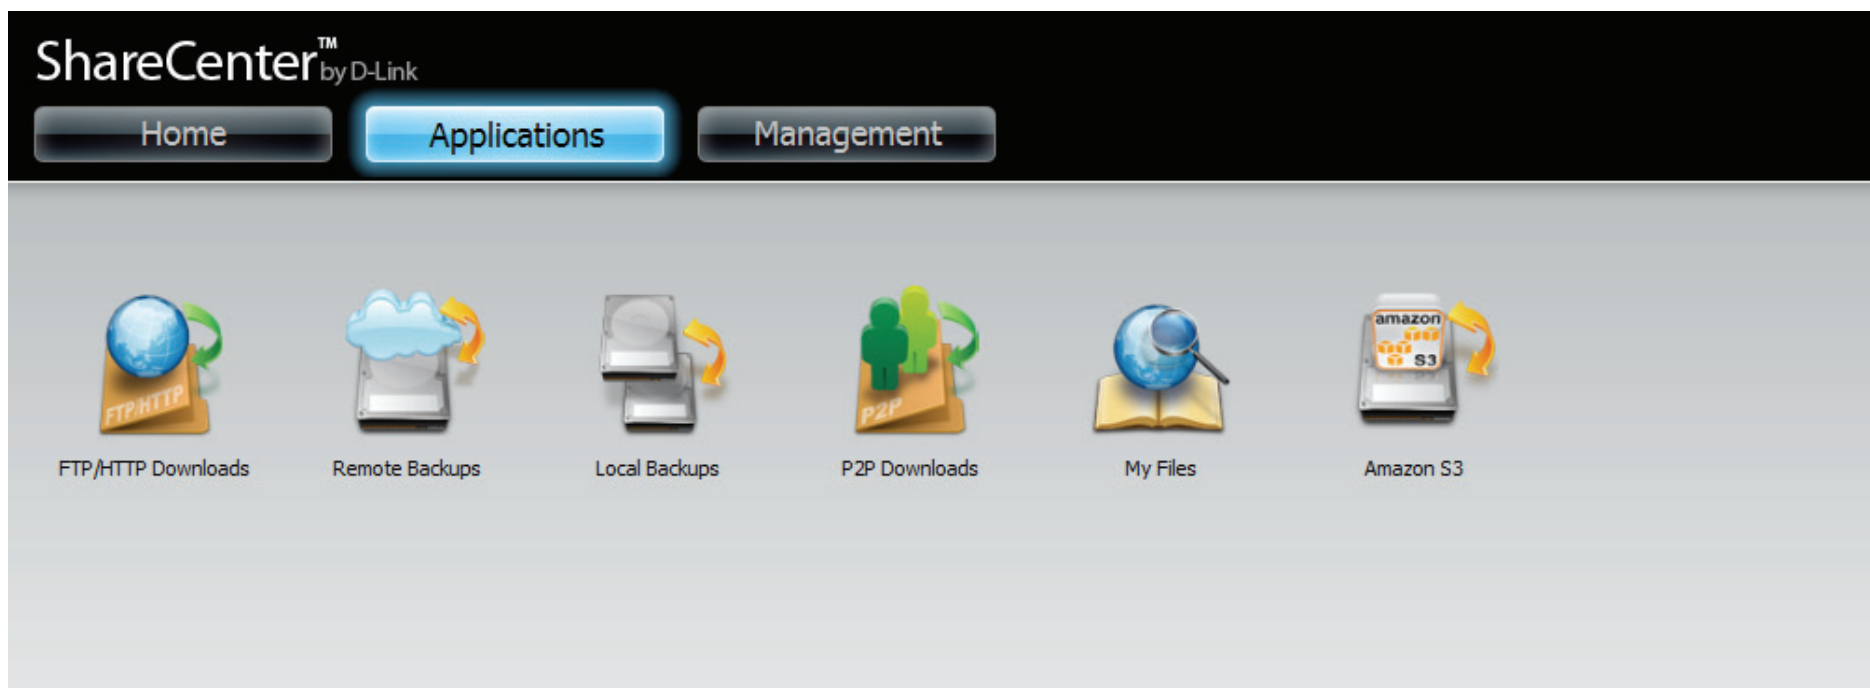 ShareCenter™ by D-Link
Home Applications Management
FTP/HTTP
P2P
amazon
S3
FTP/HTTP Downloads Remote Backups Local Backups P2P Downloads My Files Amazon S3